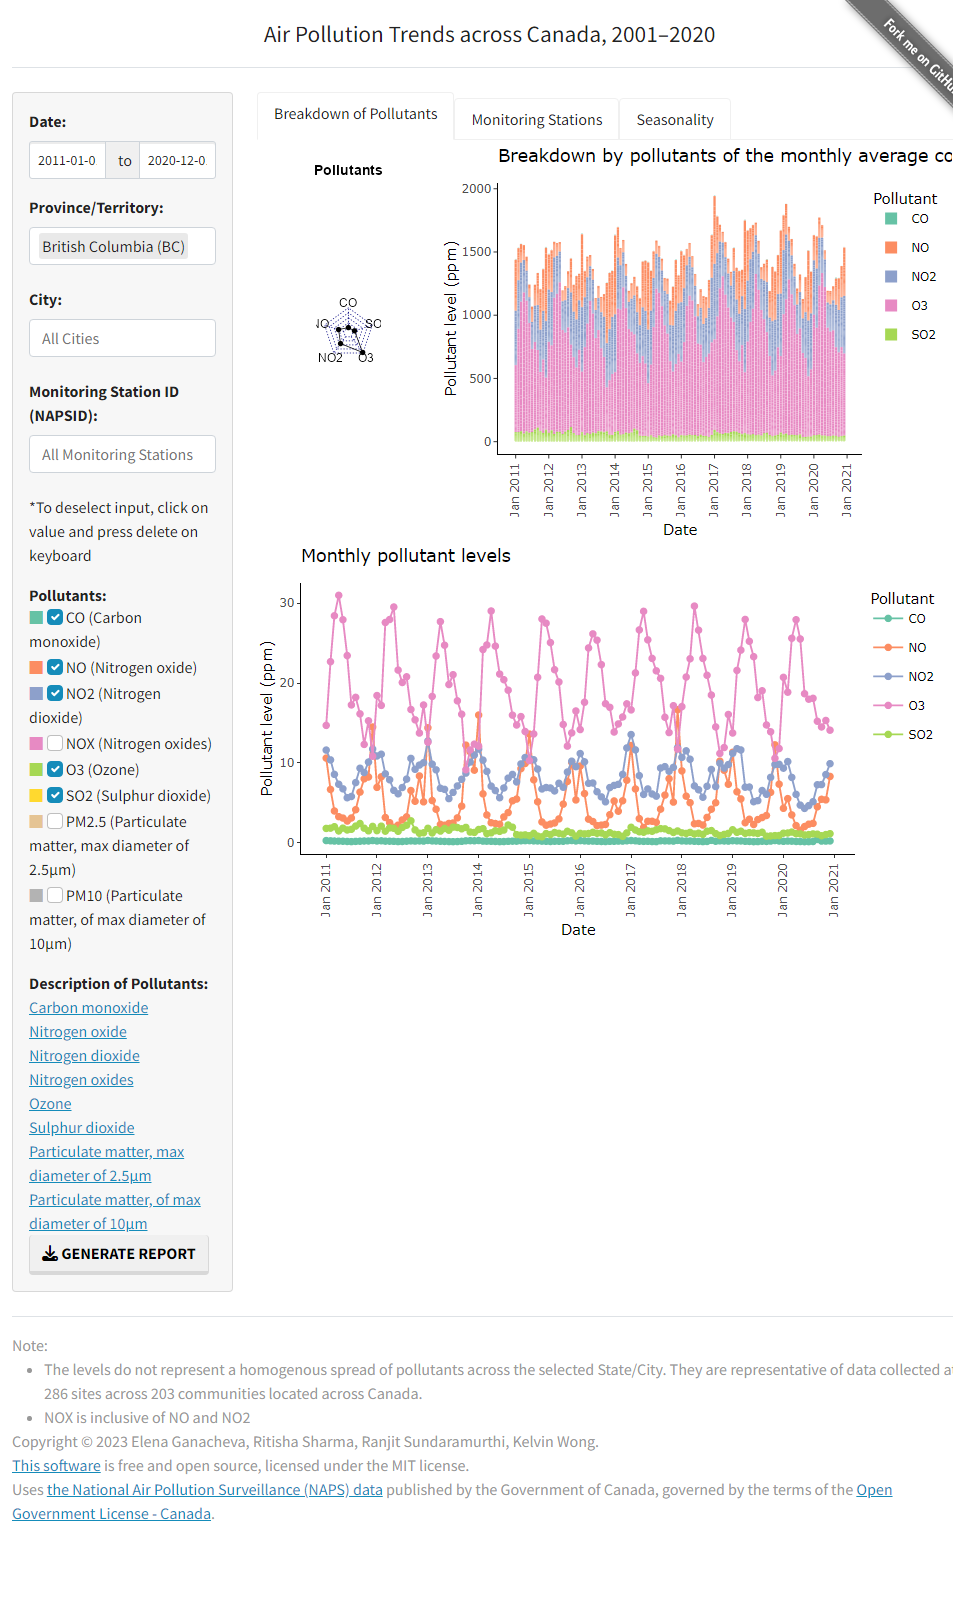 Air Pollution Trends across Canada, 2001–2020
Fork me on GitHu
Date:
2011-01-0 to 2020-12-0
Province/Territory:
British Columbia (BC)
City:
All Cities
Monitoring Station ID
(NAPSID):
All Monitoring Stations
*To deselect input, click on
value and press delete on
keyboard
Pollutants:
CO (Carbon
monoxide)
NO (Nitrogen oxide)
NO2 (Nitrogen
dioxide)
NOX (Nitrogen oxides)
O3 (Ozone)
SO2 (Sulphur dioxide)
PM2.5 (Particulate
matter, max diameter of
2.5µm)
PM10 (Particulate
matter, of max diameter of
10µm)
Description of Pollutants:
Carbon monoxide
Nitrogen oxide
Nitrogen dioxide
Nitrogen oxides
Ozone
Sulphur dioxide
Particulate matter, max
diameter of 2.5µm
Particulate matter, of max
diameter of 10µm
GENERATE REPORT
Breakdown of Pollutants
Monitoring Stations
Seasonality
Pollutants
CO
NO
SO
NO2
O3
Breakdown by pollutants of the monthly average co
Pollutant level (ppm)
2000
1500
1000
500
0
Jan 2011
Jan 2012
Jan 2013
Jan 2014
Jan 2015
Jan 2016
Jan 2017
Jan 2018
Jan 2019
Jan 2020
Jan 2021
Date
Pollutant
CO
NO
NO2
O3
SO2
Monthly pollutant levels
Pollutant level (ppm)
30
20
10
0
Jan 2011
Jan 2012
Jan 2013
Jan 2014
Jan 2015
Jan 2016
Jan 2017
Jan 2018
Jan 2019
Jan 2020
Jan 2021
Date
Pollutant
CO
NO
NO2
O3
SO2
Note:
The levels do not represent a homogenous spread of pollutants across the selected State/City. They are representative of data collected at
286 sites across 203 communities located across Canada.
NOX is inclusive of NO and NO2
Copyright © 2023 Elena Ganacheva, Ritisha Sharma, Ranjit Sundaramurthi, Kelvin Wong.
This software is free and open source, licensed under the MIT license.
Uses the National Air Pollution Surveillance (NAPS) data published by the Government of Canada, governed by the terms of the Open
Government License - Canada.